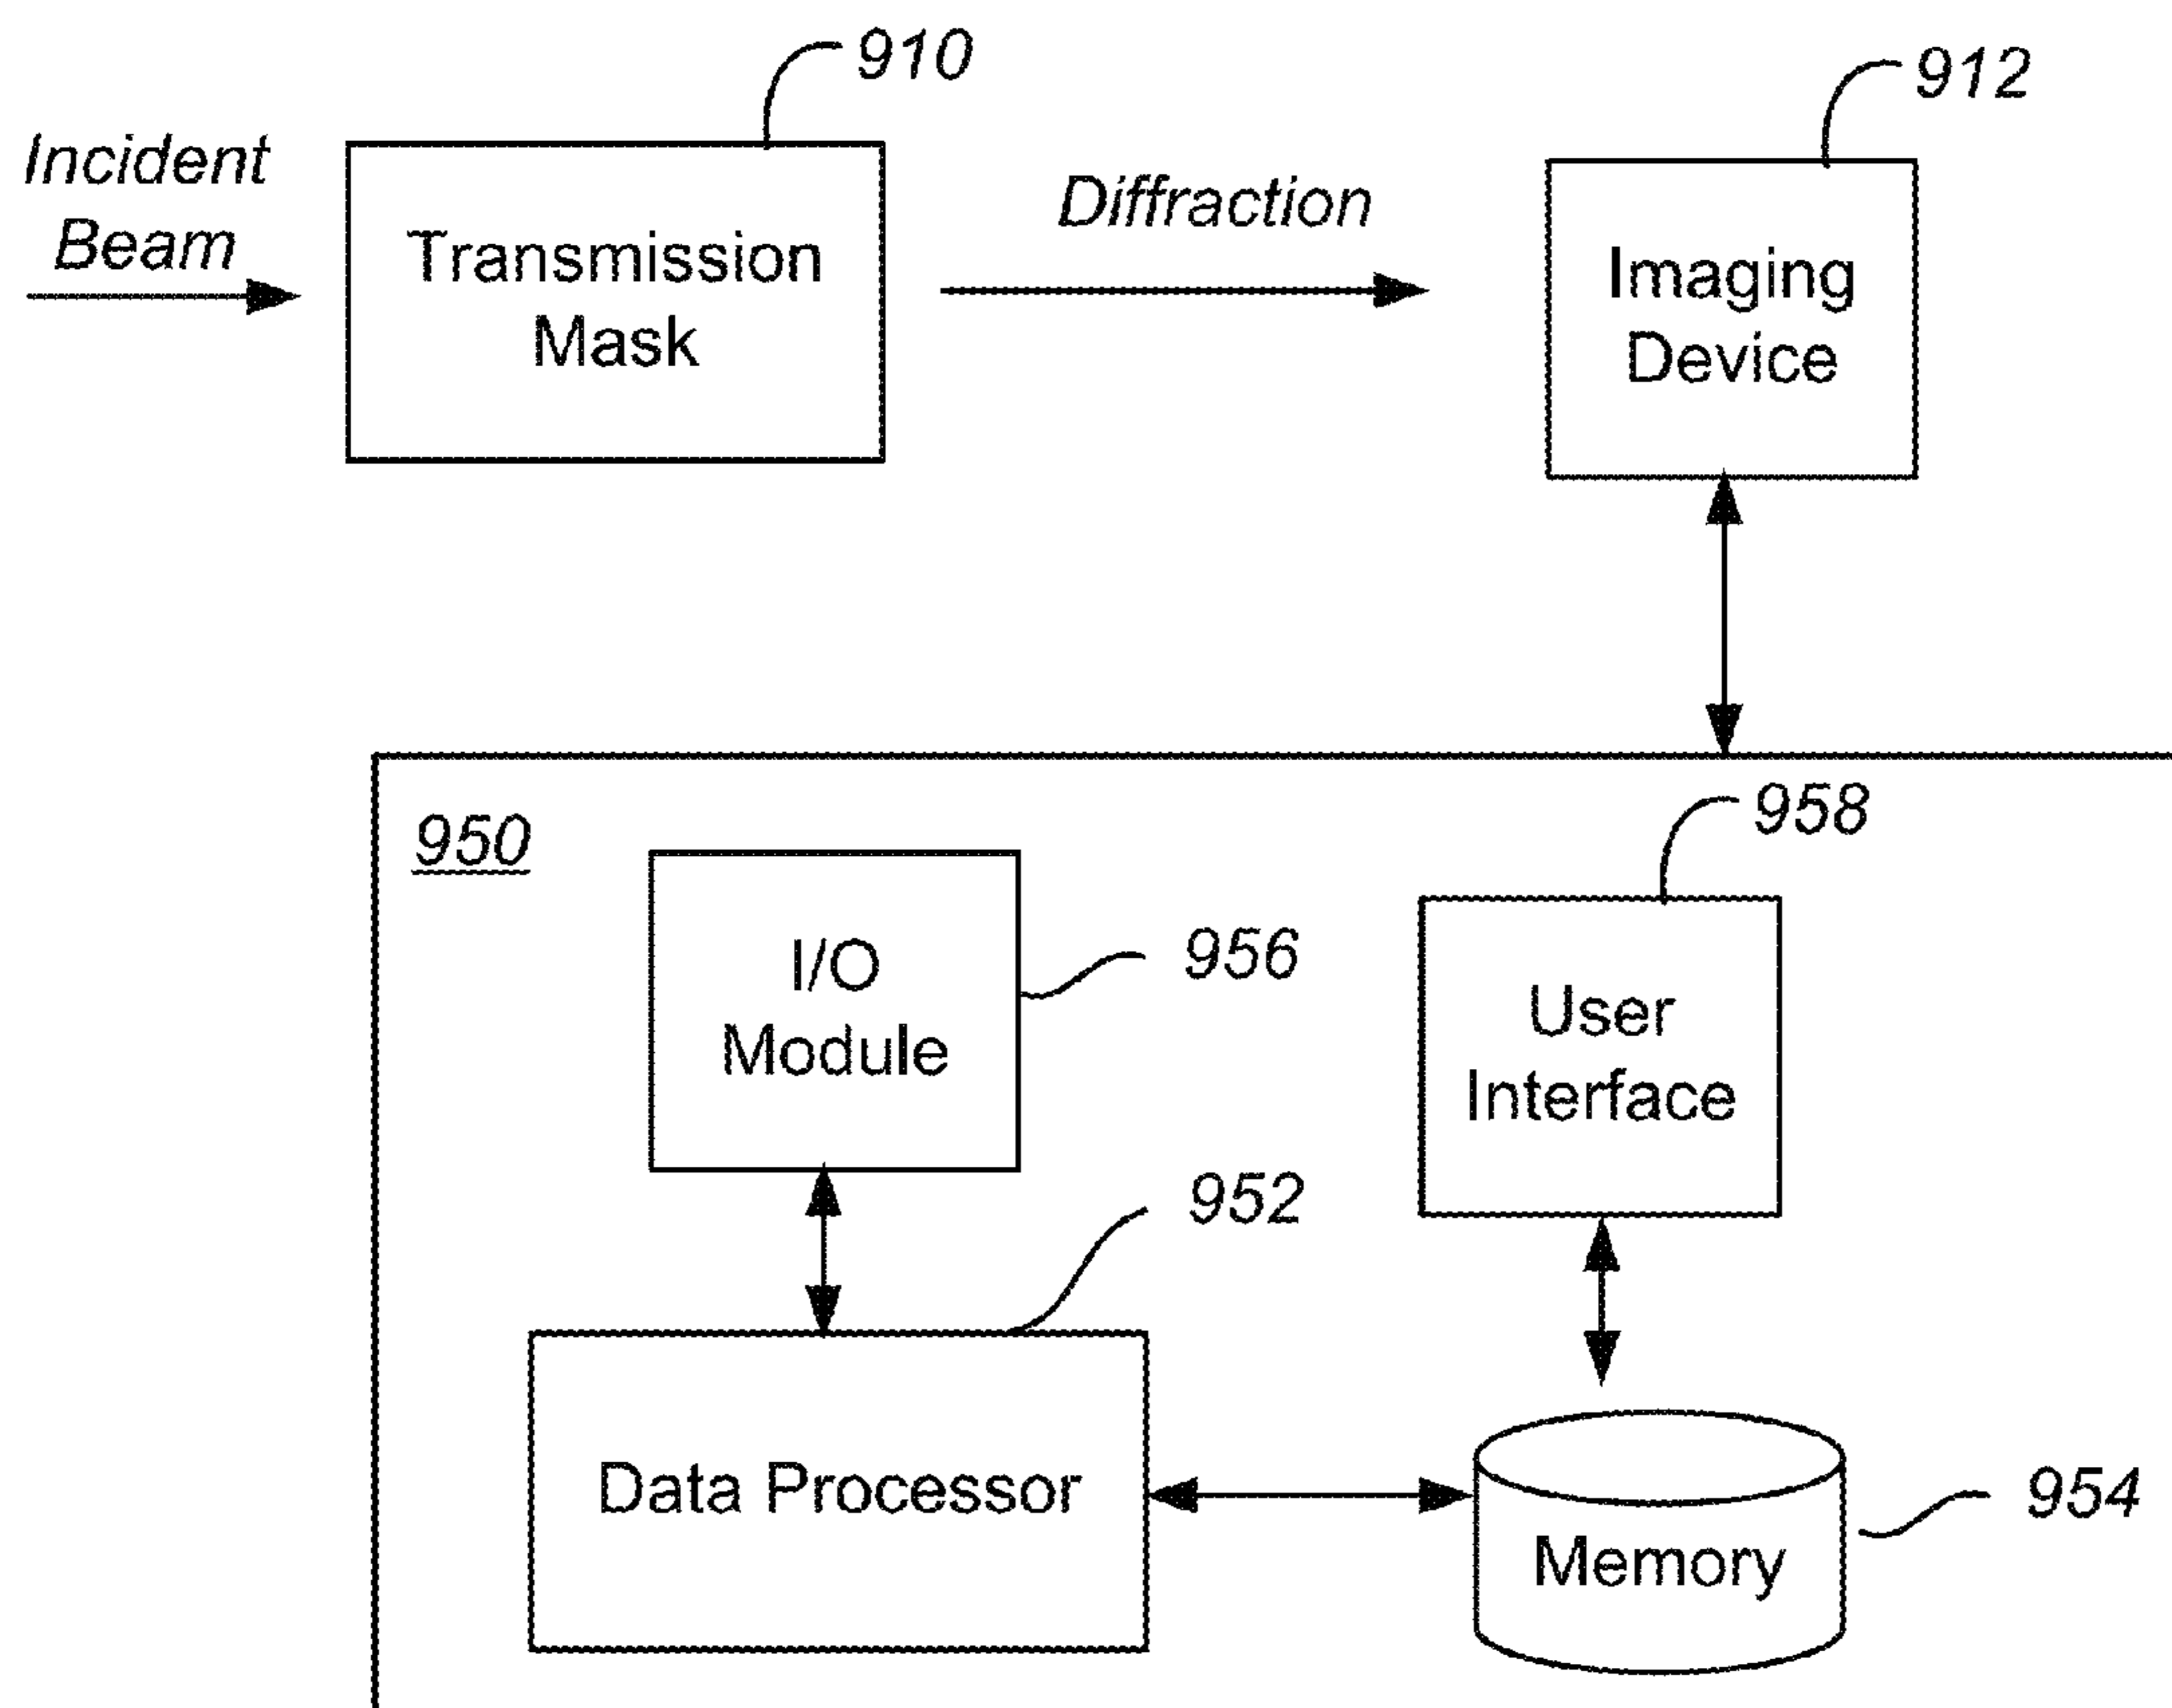 910
912
Incident
Beam
Transmission
Mask
Diffraction
Imaging
Device
950
958
I/O
Module
956
User
Interface
952
Data Processor
Memory
954